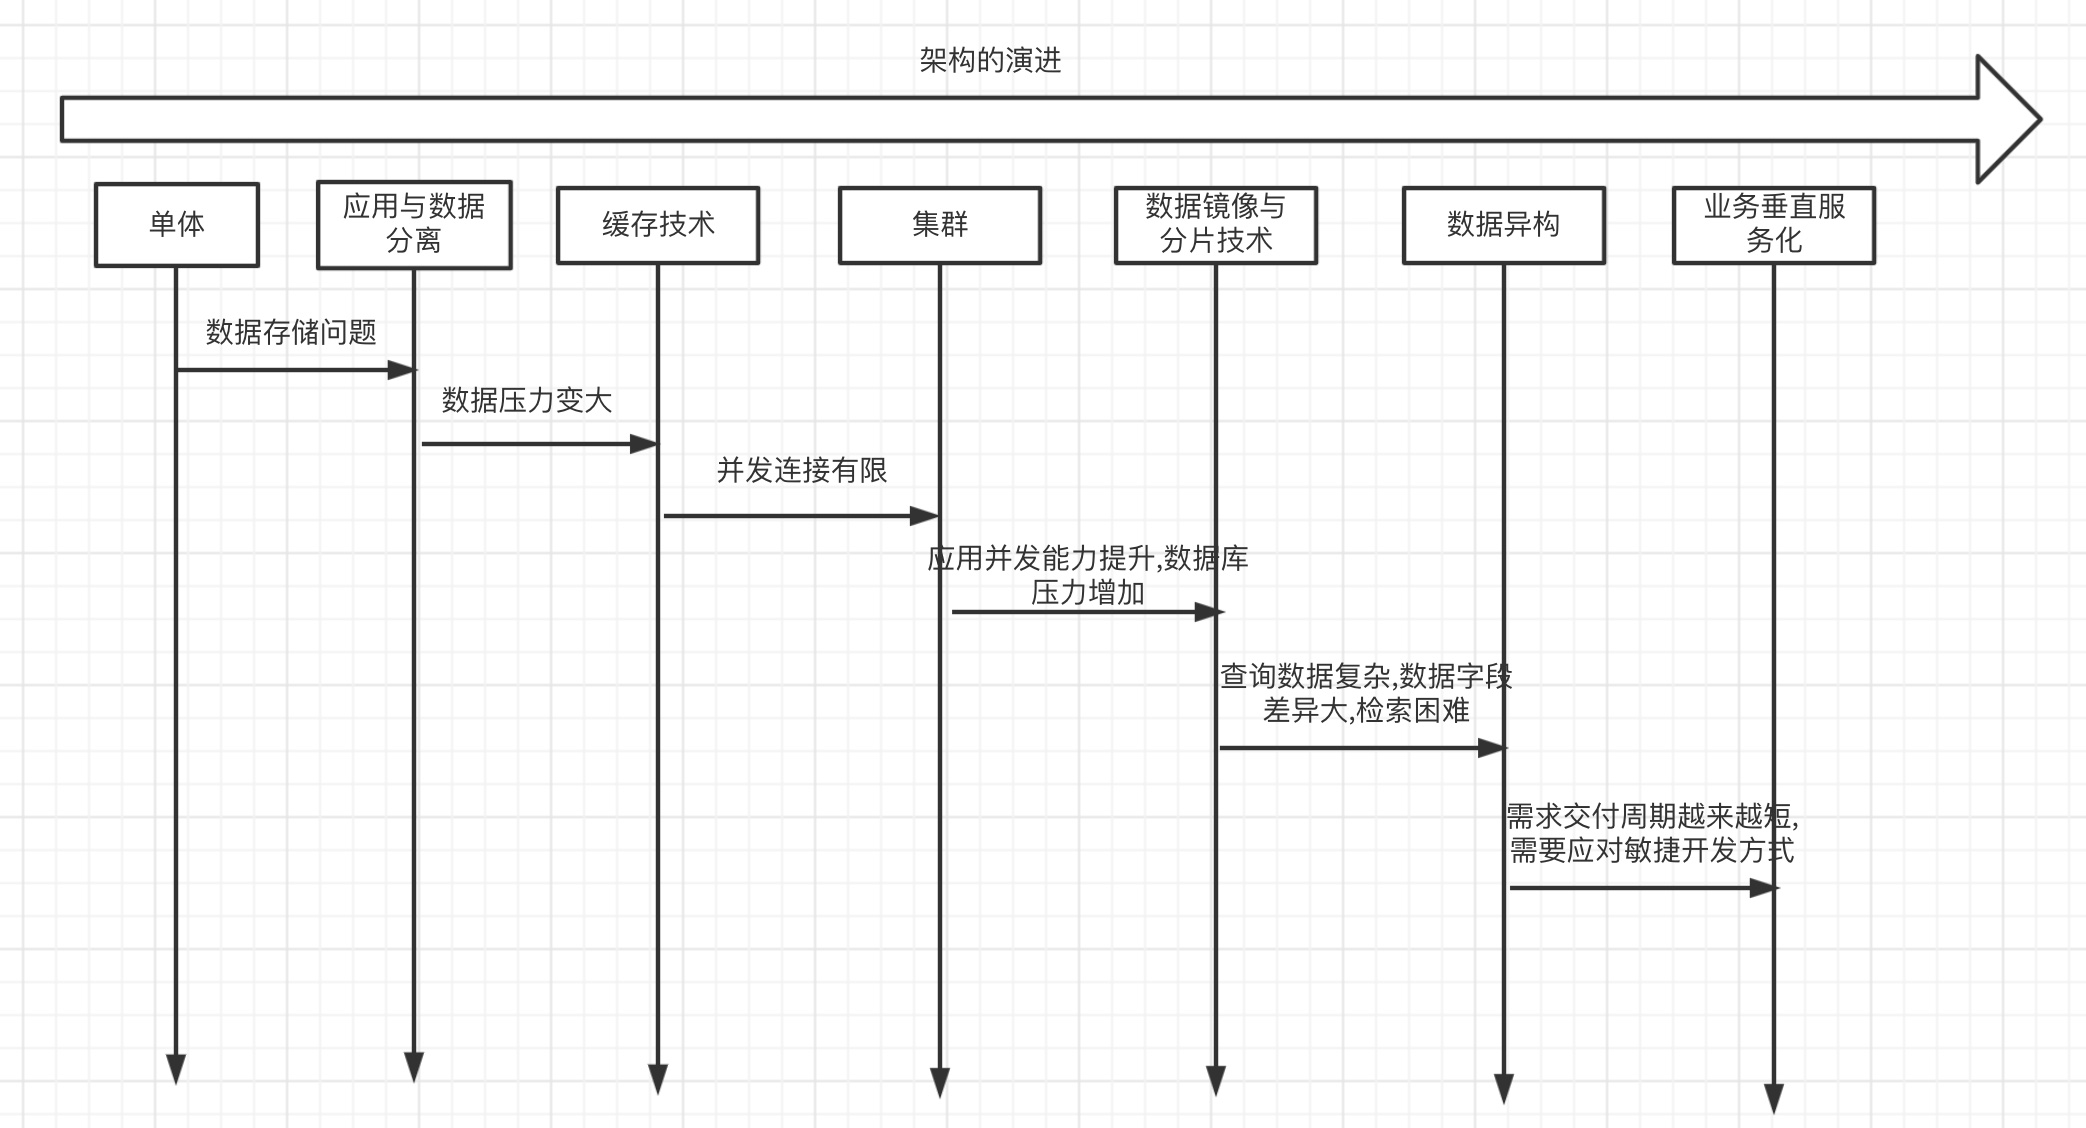 架构的演进
单体
应用与数据
分离
缓存技术
集群
数据镜像与
分片技术
数据异构
业务垂直服
务化
数据存储问题
数据压力变大
并发连接有限
应用并发能力提升,数据库
压力增加
查询数据复杂,数据字段
差异大,检索困难
需求交付周期越来越短,
需要应对敏捷开发方式